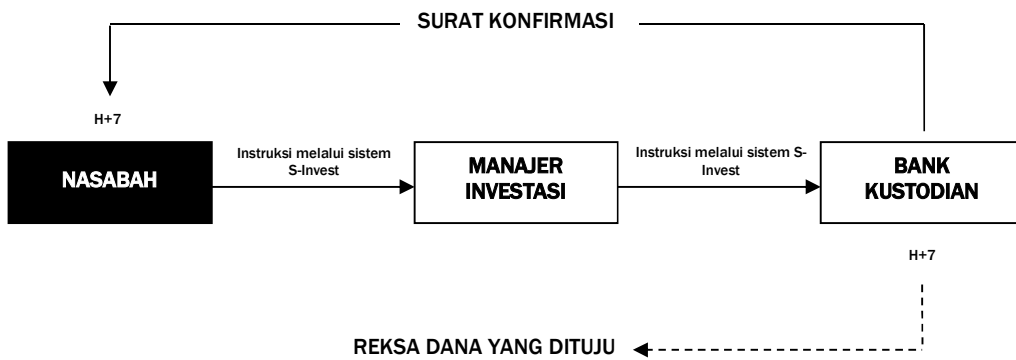 SURAT KONFIRMASI
H+7
NASABAH
Instruksi melalui sistem
S-Invest
MANAJER
INVESTASI
Instruksi melalui sistem S-
Invest
BANK
KUSTODIAN
H+7
REKSA DANA YANG DITUJU